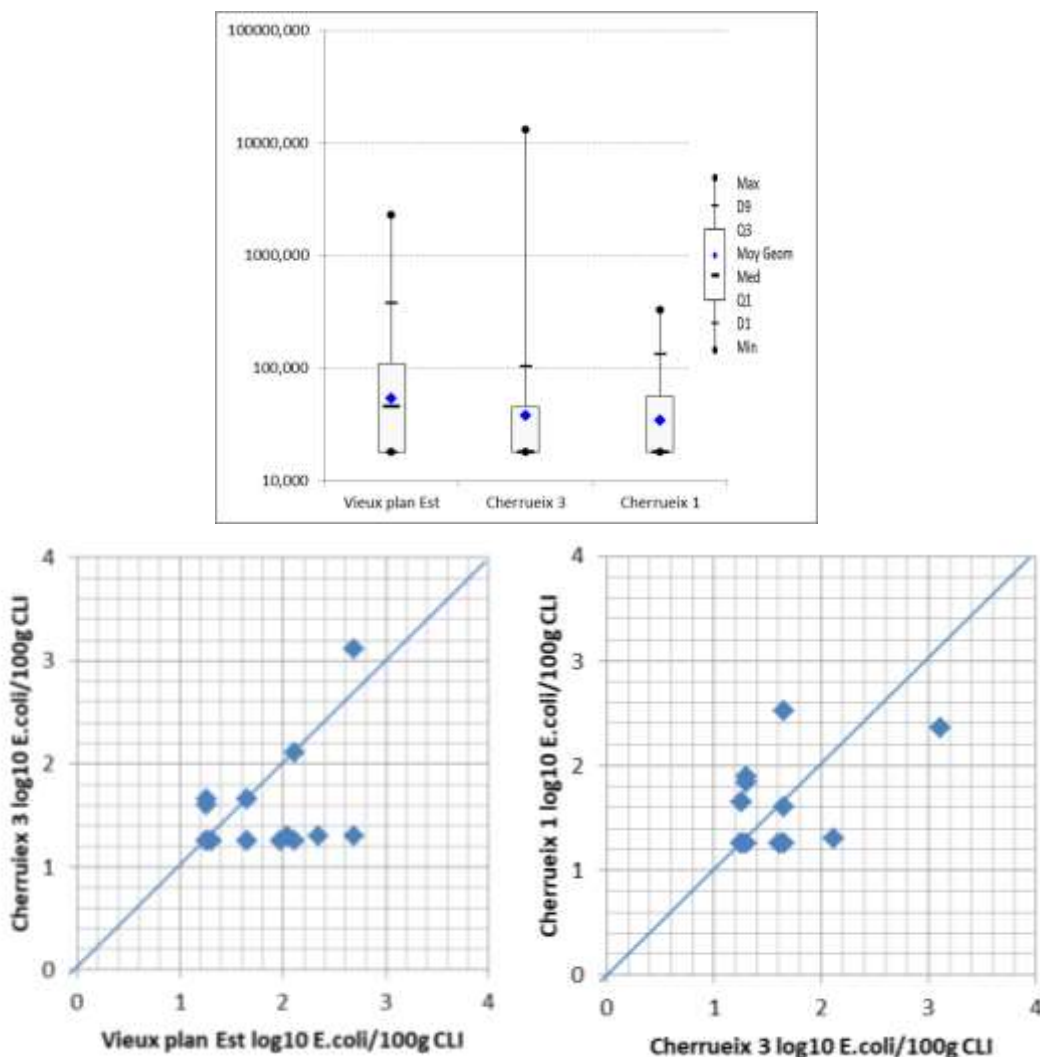 100000,000
10000,000
1000,000
100,000
10,000
Vieux plan Est
Cherrueix 3
Cherrueix 1
Max
D9
Q3
Moy Geom
Med
Q1
D1
Min
4
3
2
1
0
Cherruiex 3 log10 E.coli/100g CLI
0 1 2 3 4
Vieux plan Est log10 E.coli/100g CLI
4
3
2
1
0
Cherrueix 1 log10 E.coli/100g CLI
0 1 2 3 4
Cherrueix 3 log10 E.coli/100g CLI